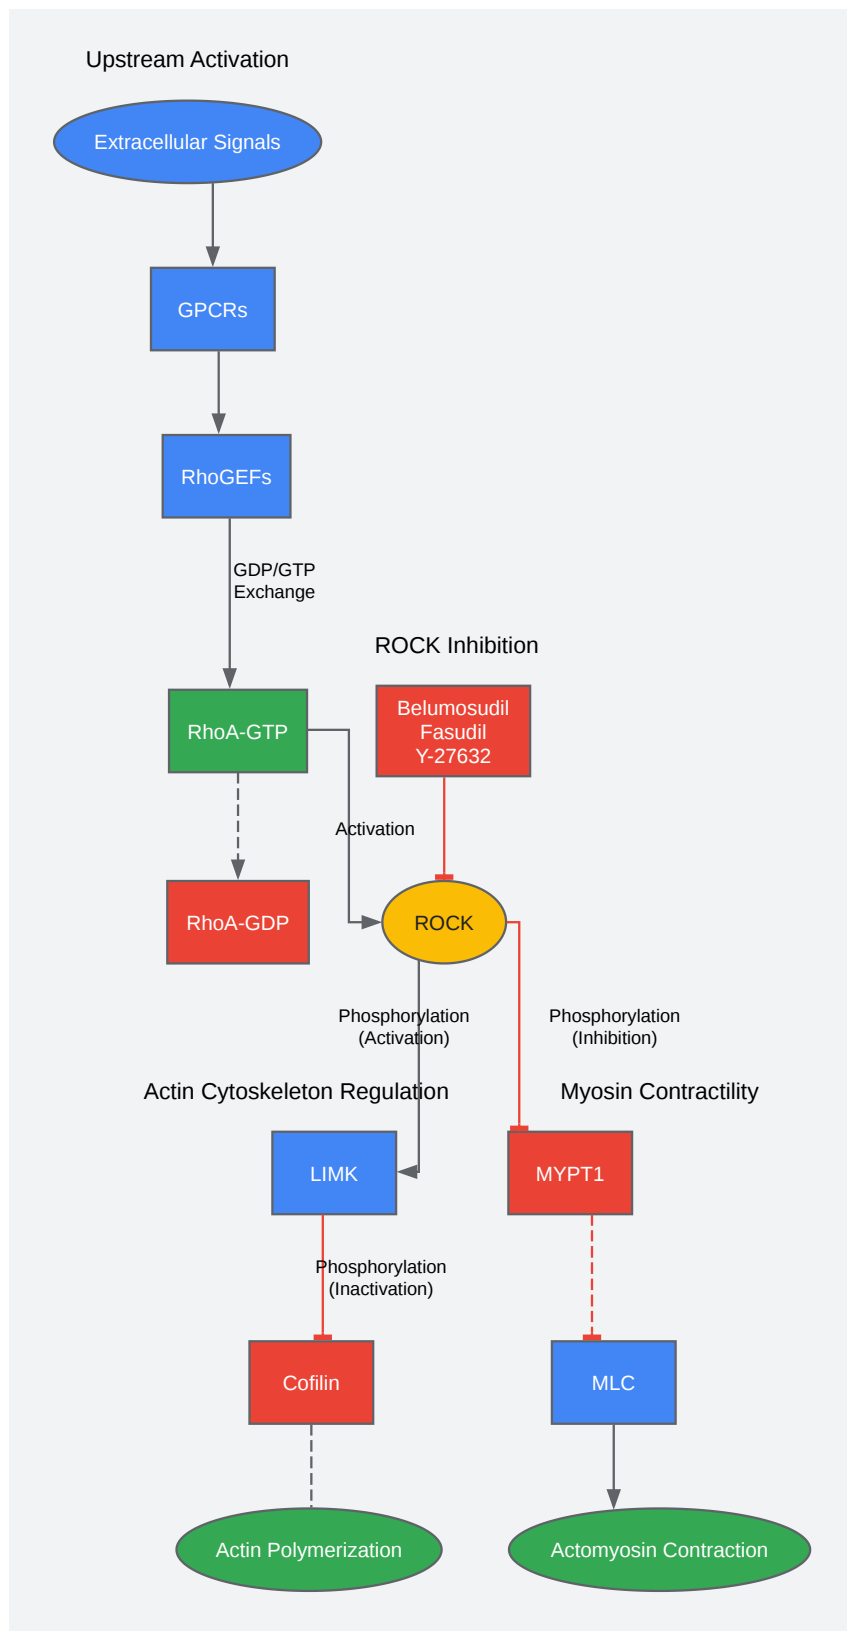 Upstream Activation
Extracellular Signals
GPCRs
RhoGEFs
GDP/GTP
Exchange
ROCK Inhibition
RhoA-GTP
Belumosudil
Fasudil
Y-27632
Activation
RhoA-GDP
ROCK
Phosphorylation
(Activation)
Phosphorylation
(Inhibition)
Actin Cytoskeleton Regulation
Myosin Contractility
LIMK
MYPT1
Phosphorylation
(Inactivation)
Cofilin
MLC
Actin Polymerization
Actomyosin Contraction